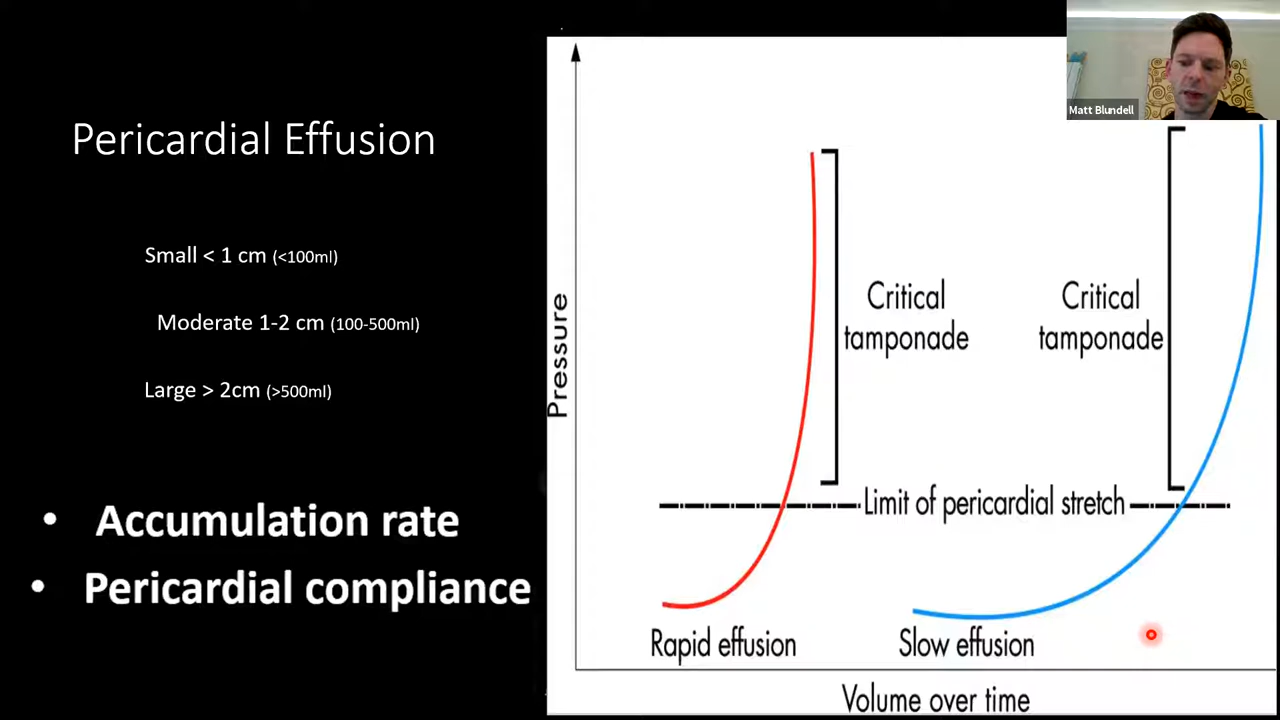 Pericardial Effusion
Small < 1 cm (<100ml)
Moderate 1-2 cm (100-500ml)
Large > 2cm (>500ml)
• Accumulation rate
• Pericardial compliance
Matt Blundell
Pressure
Critical
tamponade
Critical
tamponade
Limit of pericardial stretch
Rapid effusion
Slow effusion
Volume over time